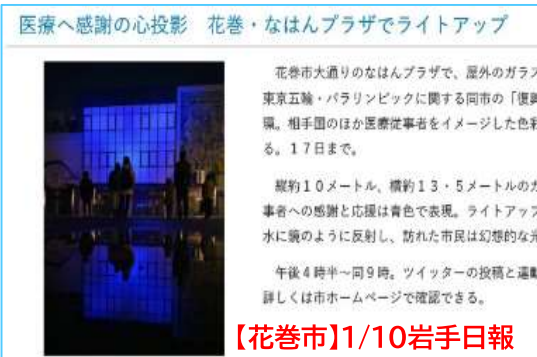 医療へ感謝の心投影 花巻・なはんプラザでライトアップ
花巻市大通りのなはんプラザで、屋外のガラス
東京五輪・パラリンピックに関する同市の「復興
環。相手国のほか医療従事者をイメージした色彩
る。17日まで。
縦約10メートル、横約13・5メートルのガ
事者への感謝と応援は青色で表現。ライトアップ
水に鏡のように反射し、訪れた市民は幻想的な光
午後4時半~同9時。ツイッターの投稿と連動
詳しくは市ホームページで確認できる。
【花巻市】1/10岩手日報